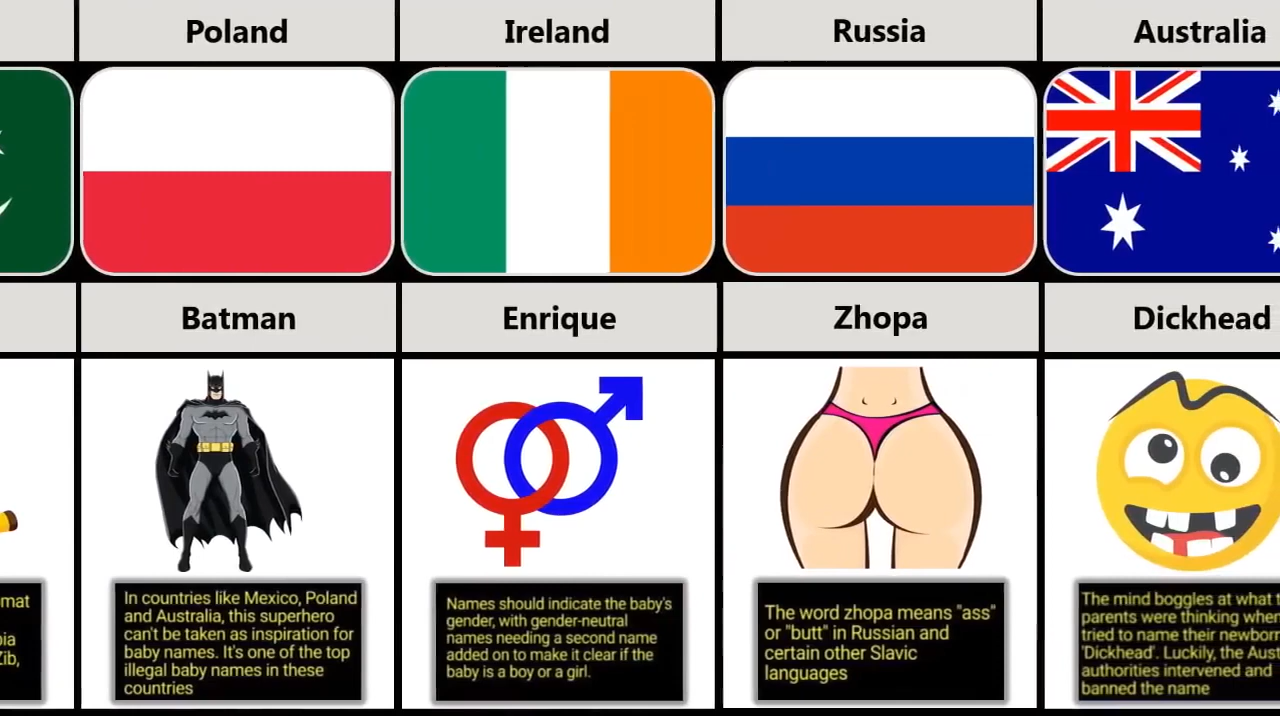 Poland
Ireland
Russia
Australia
Batman
Enrique
Zhopa
Dickhead
mat
bia
Zib,
In countries like Mexico, Poland
and Australia, this superhero
can't be taken as inspiration for
baby names. It's one of the top
illegal baby names in these
countries
Names should indicate the baby's
gender, with gender-neutral
names needing a second name
added on to make it clear if the
baby is a boy or a girl.
The word zhopa means "ass"
or "butt" in Russian and
certain other Slavic
languages
The mind boggles at what t
parents were thinking when
tried to name their newborn
'Dickhead'. Luckily, the Aust
authorities intervened and
banned the name